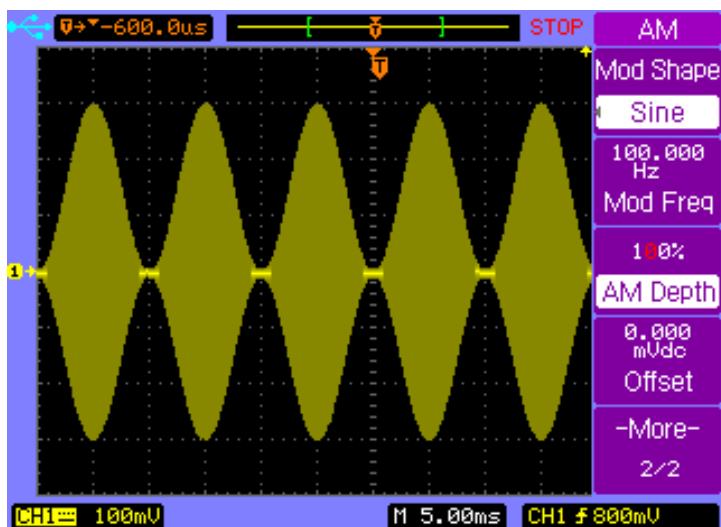 T→▼-600.0us
T
STOP
AM
T
Mod Shape
Sine
100.000
Hz
Mod Freq
100%
AM Depth
0.000
mVdc
Offset
-More-
2/2
1
CH1 100mV
M 5.00ms
CH1 800mV